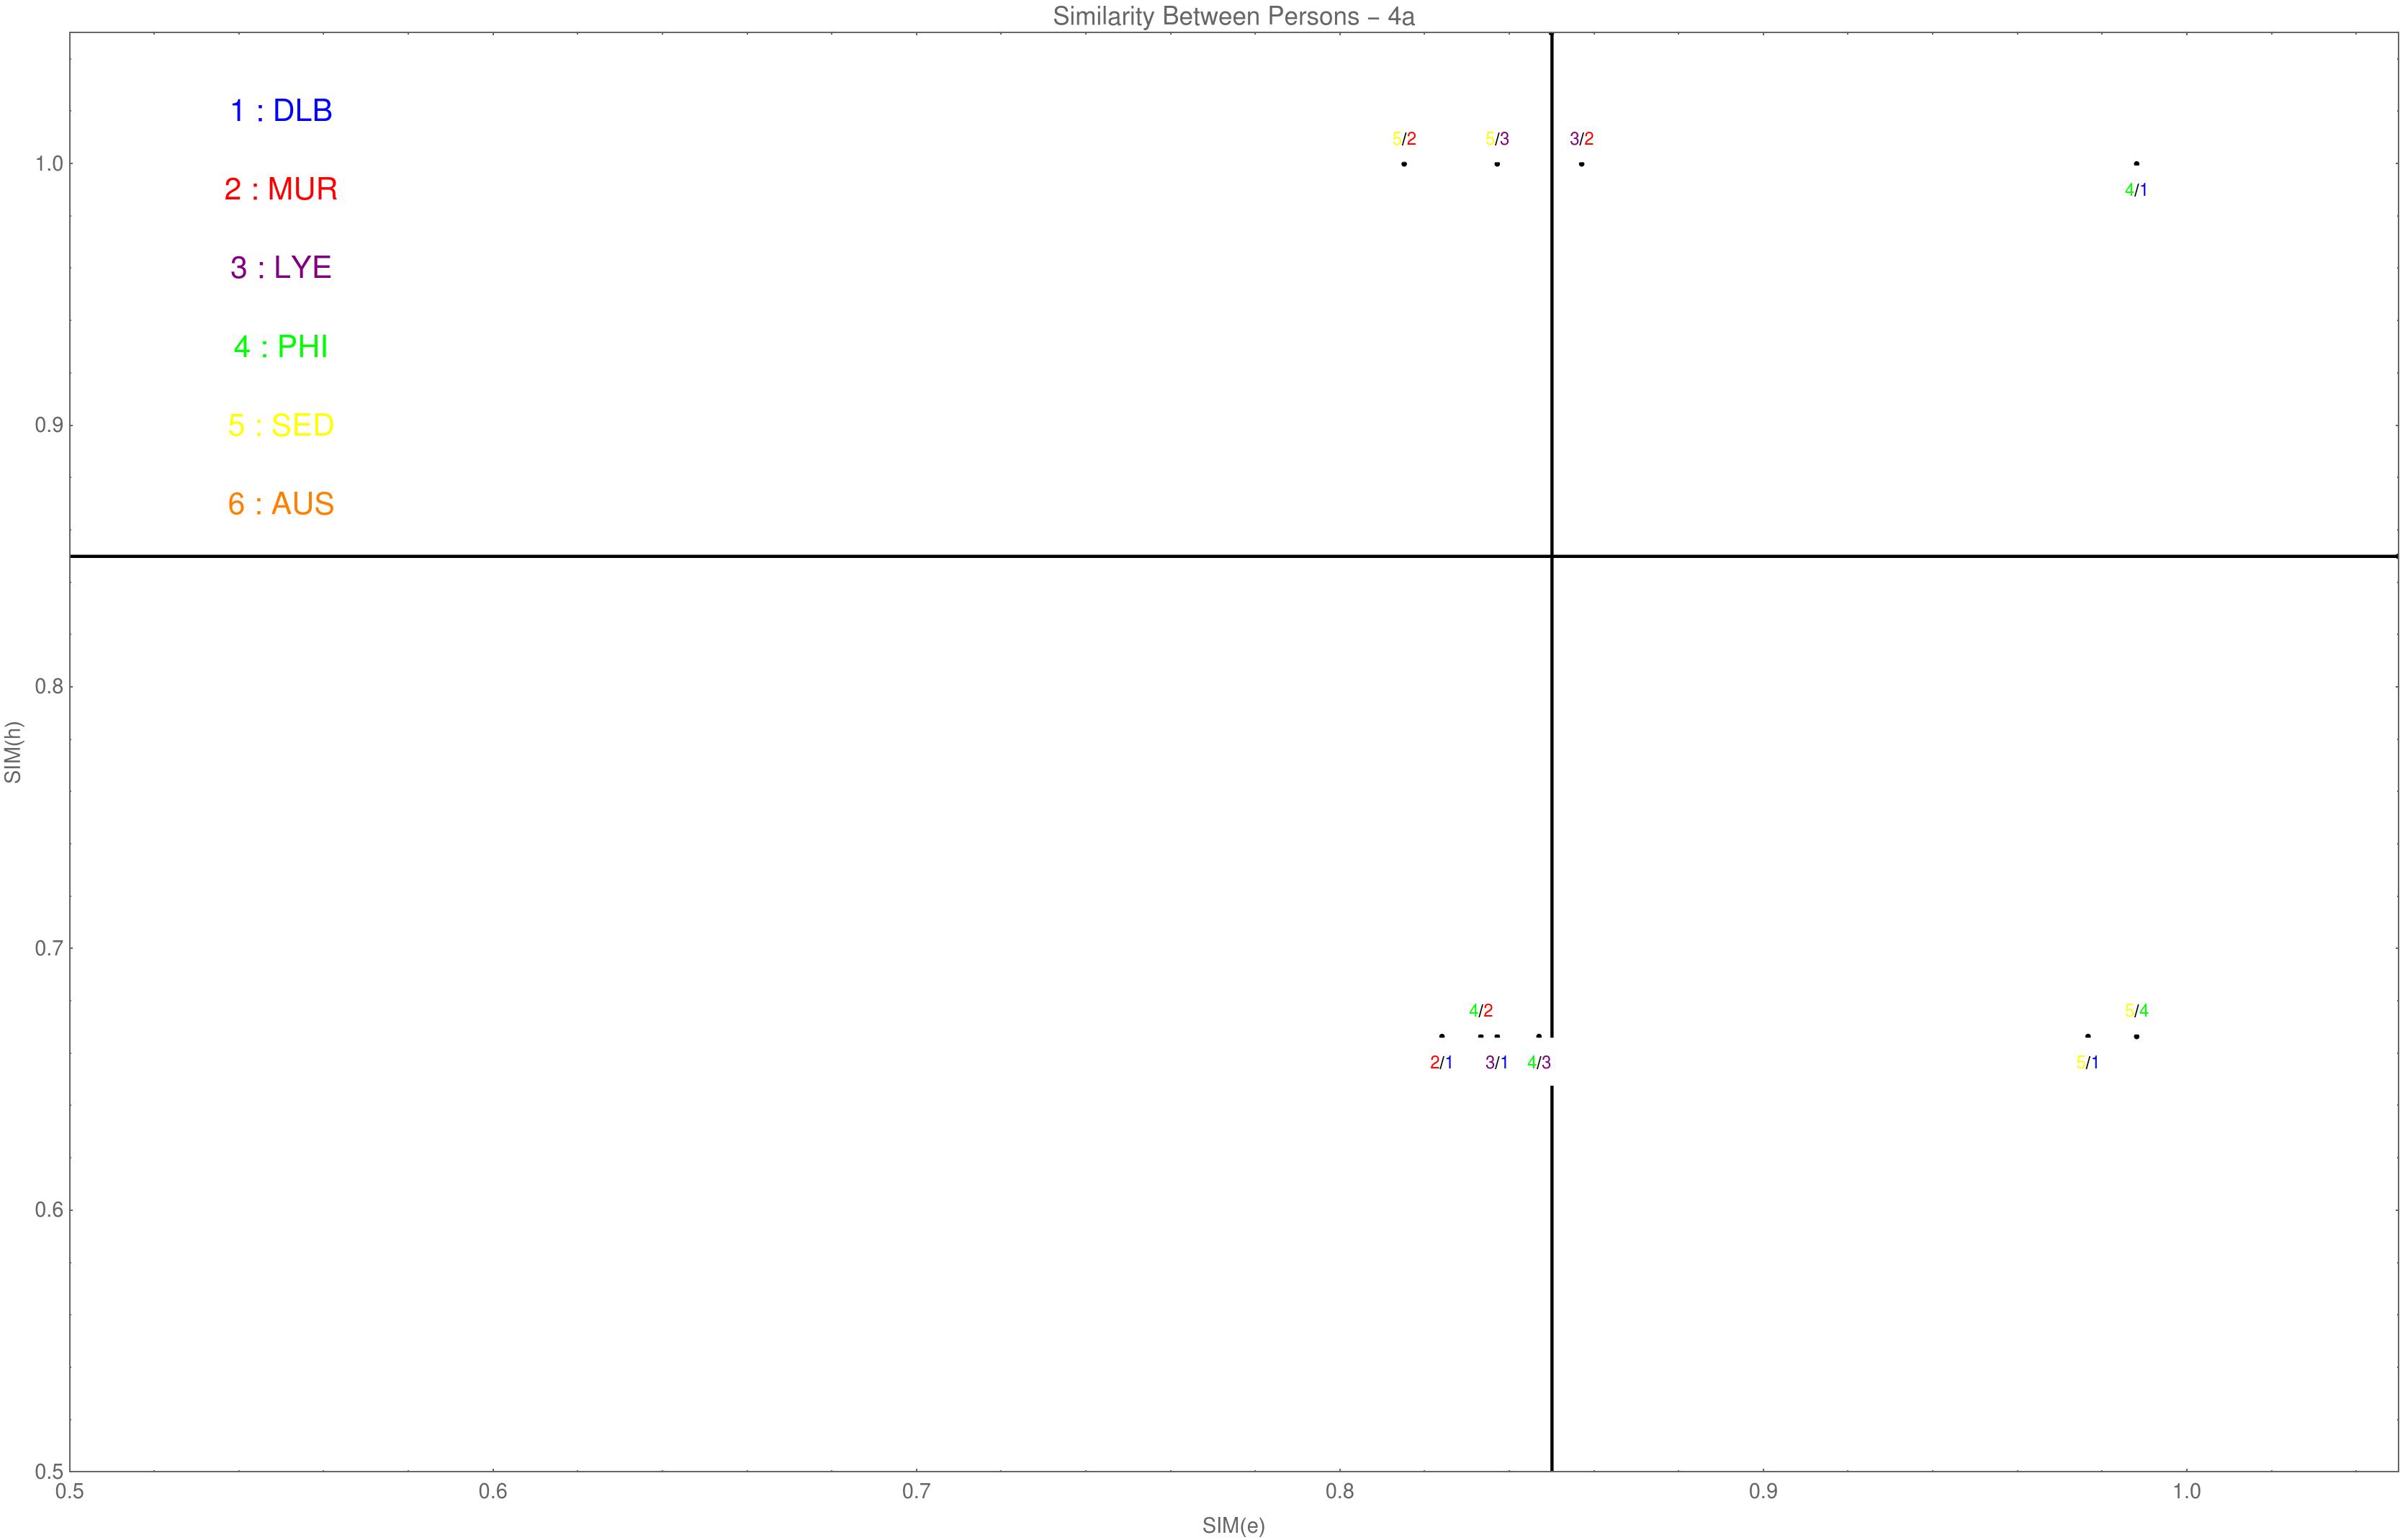 Similarity Between Persons – 4a
1 : DLB
2 : MUR
3 : LYE
4 : PHI
5 : SED
6 : AUS
5/2
5/3
3/2
4/1
4/2
5/4
2/1
3/1
4/3
5/1
1.0
0.9
0.8
0.7
0.6
0.5
SIM(h)
0.5
0.6
0.7
0.8
0.9
1.0
SIM(e)